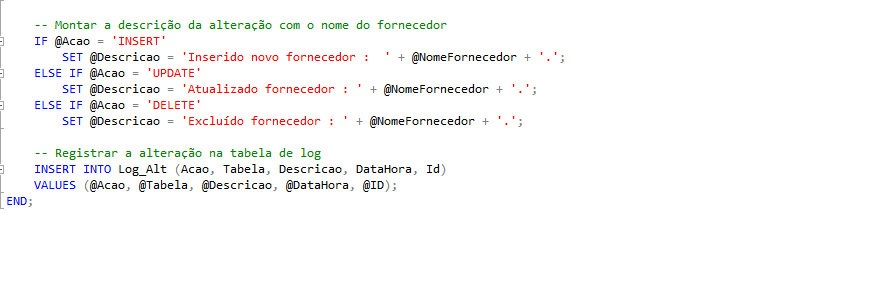 -- Montar a descrição da alteração com o nome do fornecedor
IF @Acao = 'INSERT'
SET @Descricao = 'Inserido novo fornecedor :  ' + @NomeFornecedor + '.';
ELSE IF @Acao = 'UPDATE'
SET @Descricao = 'Atualizado fornecedor : ' + @NomeFornecedor + '.';
ELSE IF @Acao = 'DELETE'
SET @Descricao = 'Excluído fornecedor : ' + @NomeFornecedor + '.';
-- Registrar a alteração na tabela de log
INSERT INTO Log_Alt (Acao, Tabela, Descricao, DataHora, Id)
VALUES (@Acao, @Tabela, @Descricao, @DataHora, @ID);
END;